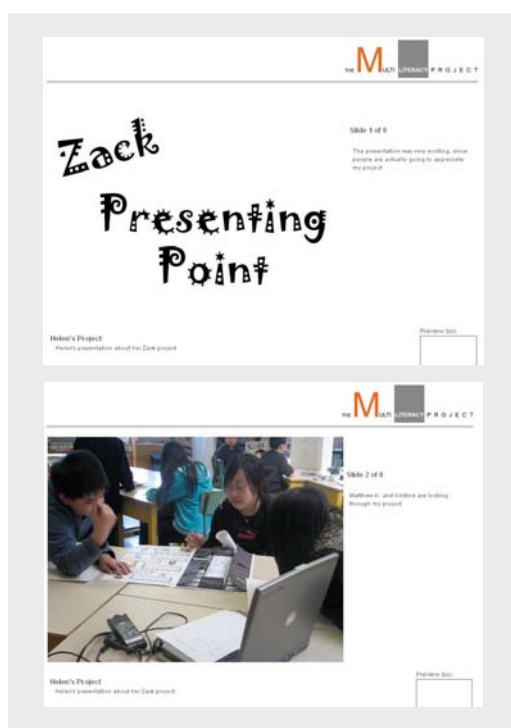 THE MULTI LITERACY PROJECT
Slide 1 of 8
The presentation was very exciting, since
people are actually going to appreciate
my project
Zack
Presenting
Point
Helen's Project
Helen's presentation about her Zack project
Preview box:
THE MULTI LITERACY PROJECT
Slide 2 of 8
Matthew K. and Kristine are looking
through my project
Helen's Project
Helen's presentation about her Zack project
Preview box: